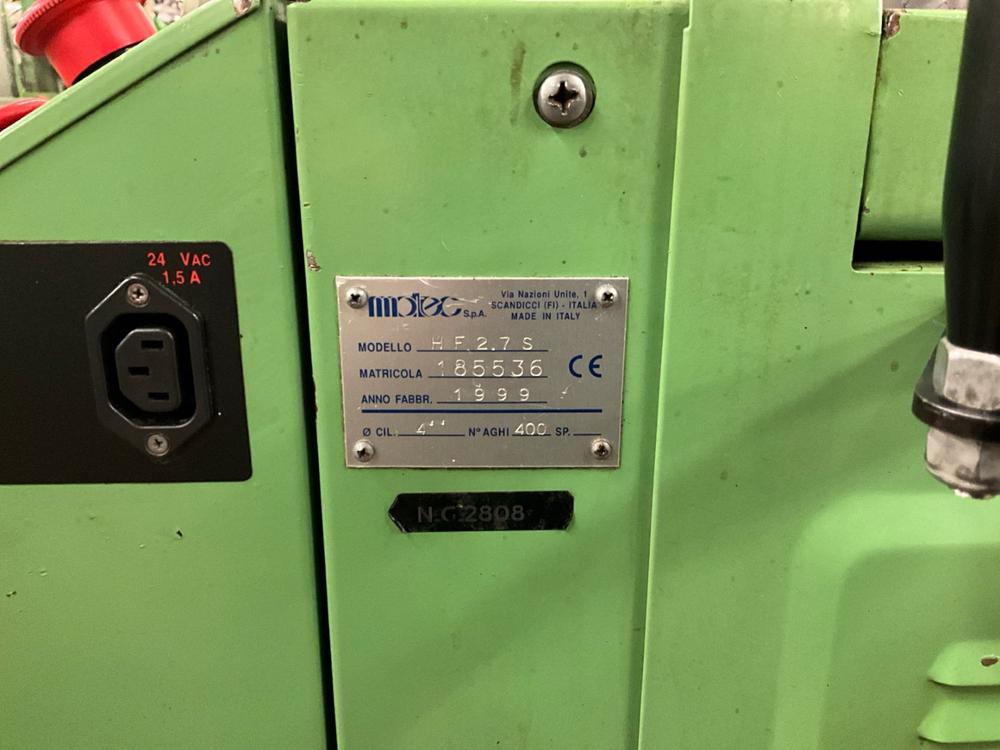 24 VAC
1,5 A
matec S.p.A.
Via Nazioni Unite, 1
SCANDICCI (FI) - ITALIA
MADE IN ITALY
MODELLO H F 2.7 S
MATRICOLA 185536
CE
ANNO FABBR. 1999
Ø CIL. 4'' N° AGHI 400 SP.
N.G.2808